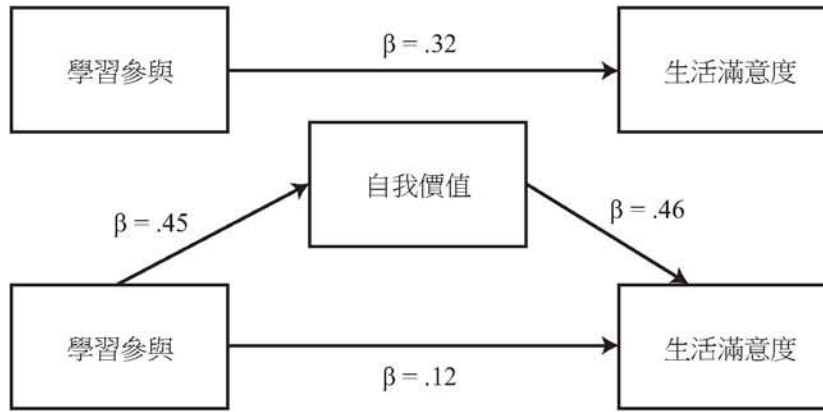 學習參與
β = .32
生活滿意度
自我價值
β = .45
β = .46
學習參與
β = .12
生活滿意度